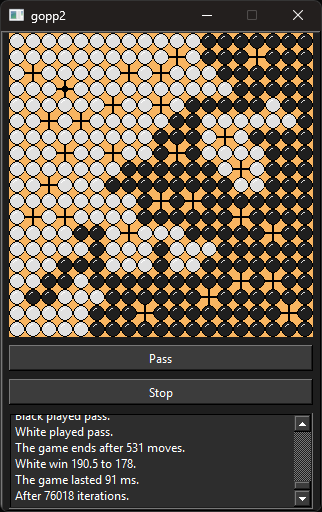 gopp2
Pass
Stop
Black played pass.
White played pass.
The game ends after 531 moves.
White win 190.5 to 178.
The game lasted 91 ms.
After 76018 iterations.